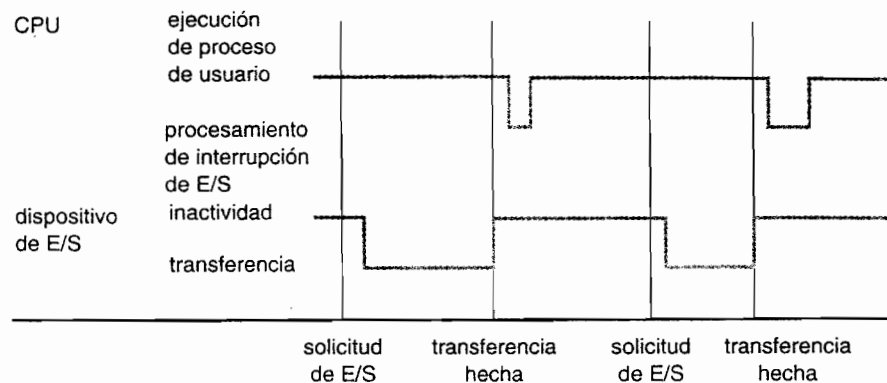 CPU
ejecución
de proceso
de usuario
procesamiento
de interrupción
de E/S
dispositivo
de E/S
inactividad
transferencia
solicitud
de E/S
transferencia
hecha
solicitud
de E/S
transferencia
hecha